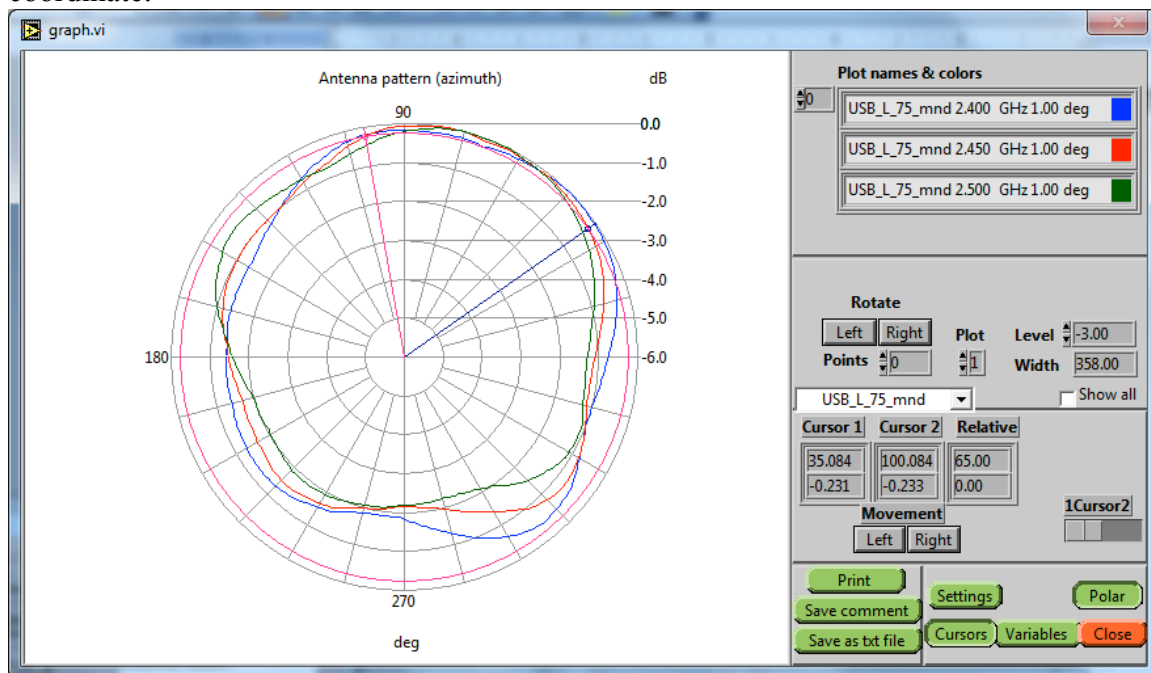 coordinate.
graph.vi
Antenna pattern (azimuth)
dB
90
0.0
-1.0
-2.0
-3.0
-4.0
-5.0
180
-6.0
270
deg
Plot names & colors
0
USB_L_75_mnd 2.400 GHz 1.00 deg
USB_L_75_mnd 2.450 GHz 1.00 deg
USB_L_75_mnd 2.500 GHz 1.00 deg
Rotate
Left Right Plot Level -3.00
Points 0 1 Width 358.00
USB_L_75_mnd Show all
Cursor 1 Cursor 2 Relative
35.084 100.084 65.00
-0.231 -0.233 0.00
Movement 1Cursor2
Left Right
Print
Settings Polar
Save comment
Save as txt file Cursors Variables Close